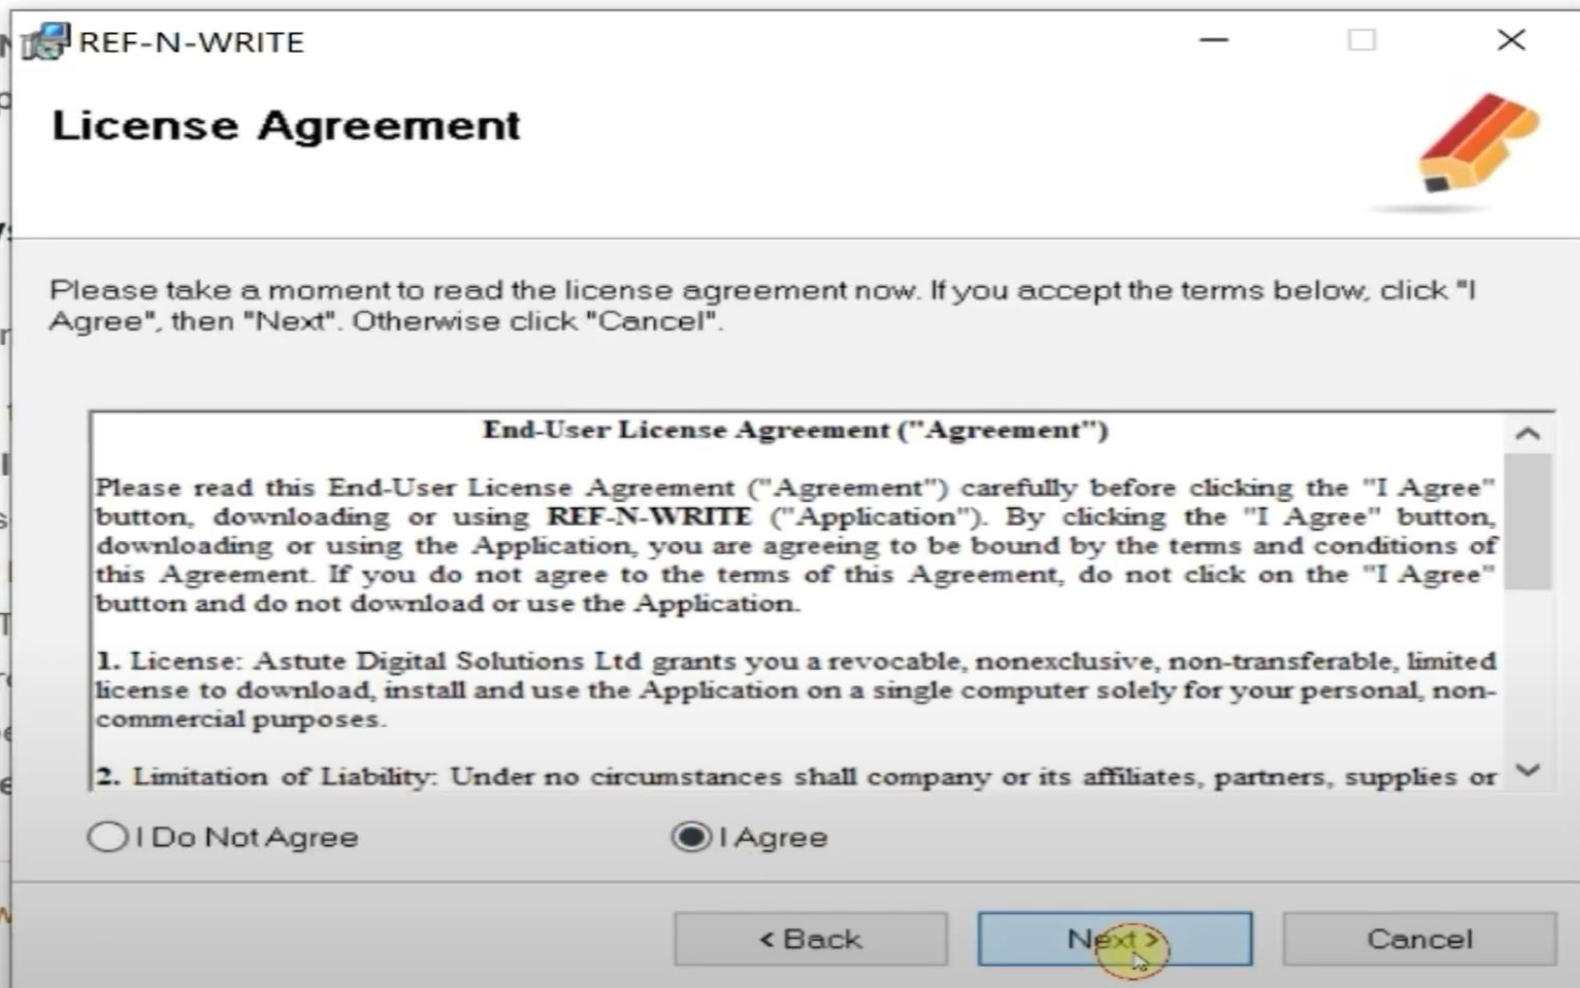 REF-N-WRITE
License Agreement
Please take a moment to read the license agreement now. If you accept the terms below, click "I
Agree", then "Next". Otherwise click "Cancel".
End-User License Agreement ("Agreement")
Please read this End-User License Agreement ("Agreement") carefully before clicking the "I Agree"
button, downloading or using REF-N-WRITE ("Application"). By clicking the "I Agree" button,
downloading or using the Application, you are agreeing to be bound by the terms and conditions of
this Agreement. If you do not agree to the terms of this Agreement, do not click on the "I Agree"
button and do not download or use the Application.
1. License: Astute Digital Solutions Ltd grants you a revocable, nonexclusive, non-transferable, limited
license to download, install and use the Application on a single computer solely for your personal, non-
commercial purposes.
2. Limitation of Liability: Under no circumstances shall company or its affiliates, partners, supplies or
I Do Not Agree
I Agree
< Back
Next >
Cancel